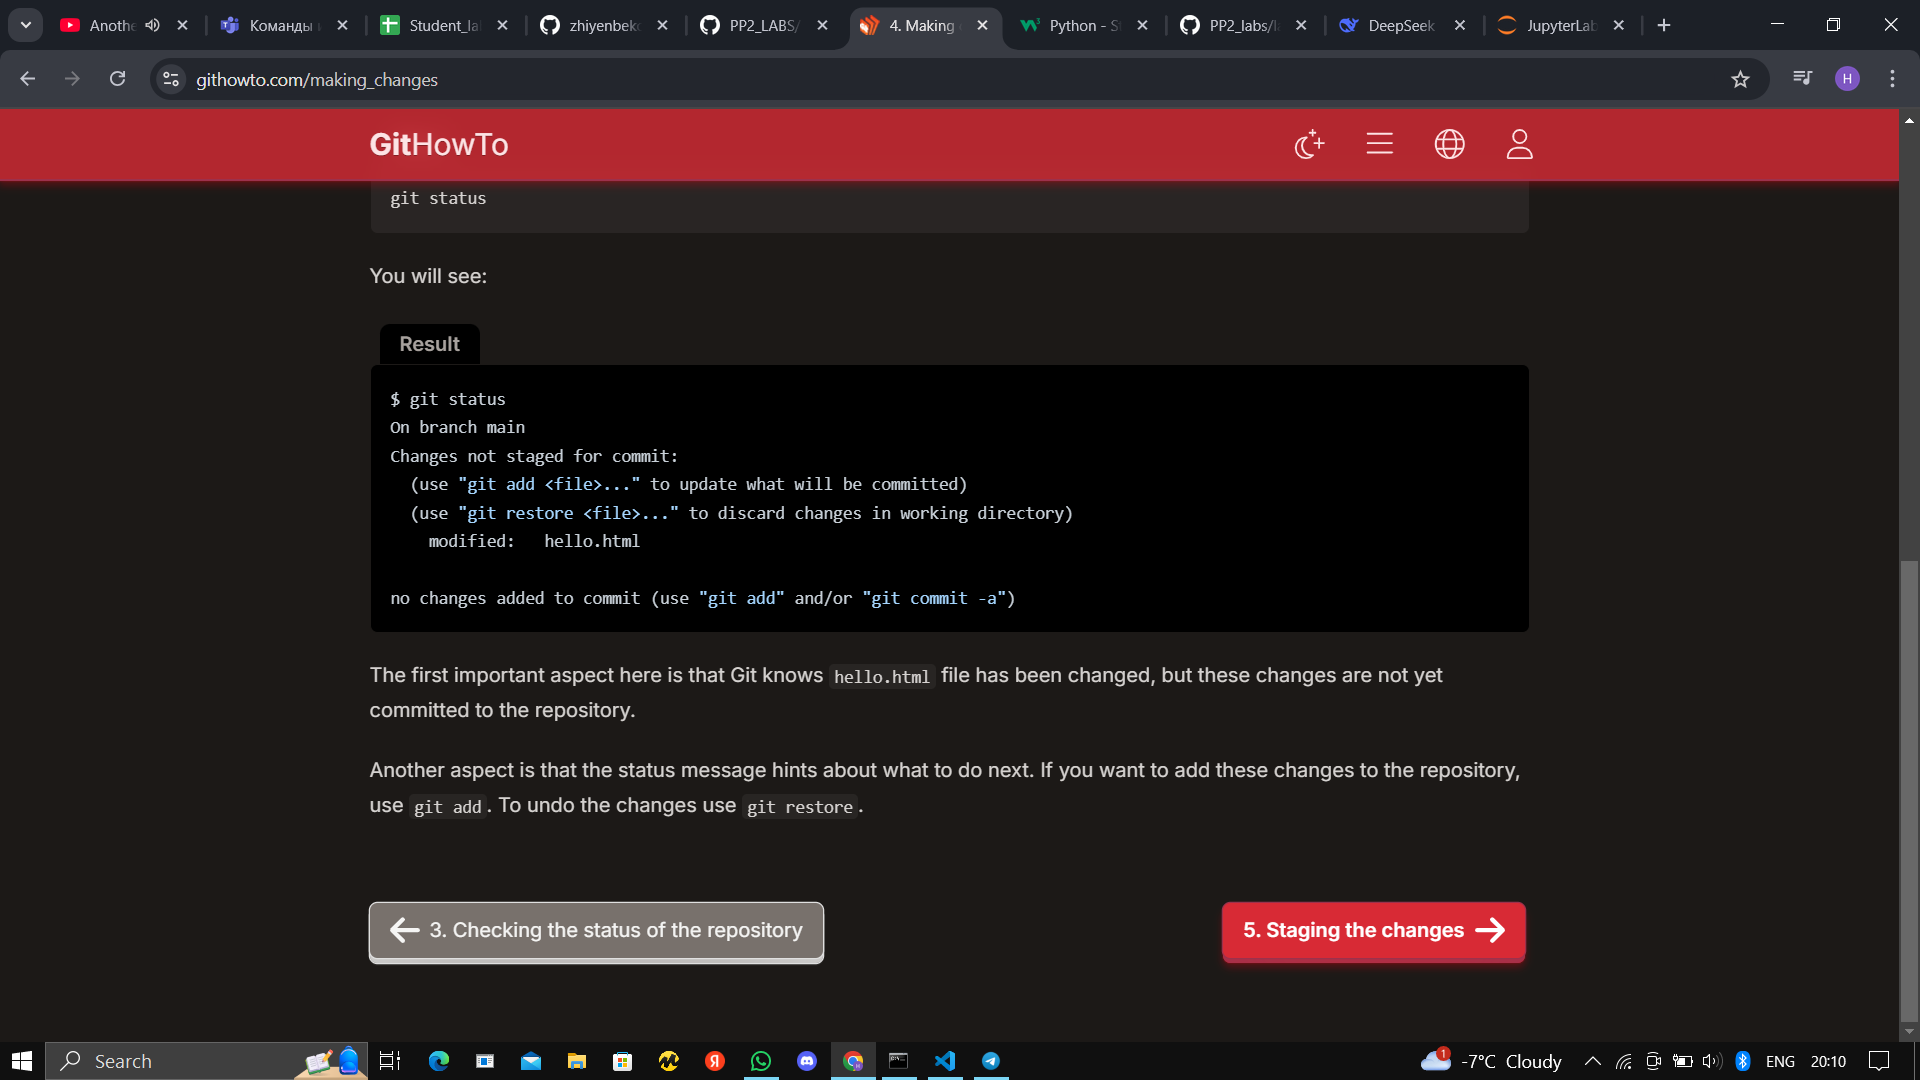 Anothe
Команды
Student_la
zhiyenbek
PP2_LABS/
4. Making
Python - S
PP2_labs/l
DeepSeek
JupyterLab
githowto.com/making_changes
H
GitHowTo
git status
You will see:
Result
$ git status
On branch main
Changes not staged for commit:
(use "git add <file>..." to update what will be committed)
(use "git restore <file>..." to discard changes in working directory)
modified:   hello.html
no changes added to commit (use "git add" and/or "git commit -a")
The first important aspect here is that Git knows hello.html file has been changed, but these changes are not yet
committed to the repository.
Another aspect is that the status message hints about what to do next. If you want to add these changes to the repository,
use git add. To undo the changes use git restore.
3. Checking the status of the repository
5. Staging the changes
Search
1
-7°C Cloudy
ENG
20:10